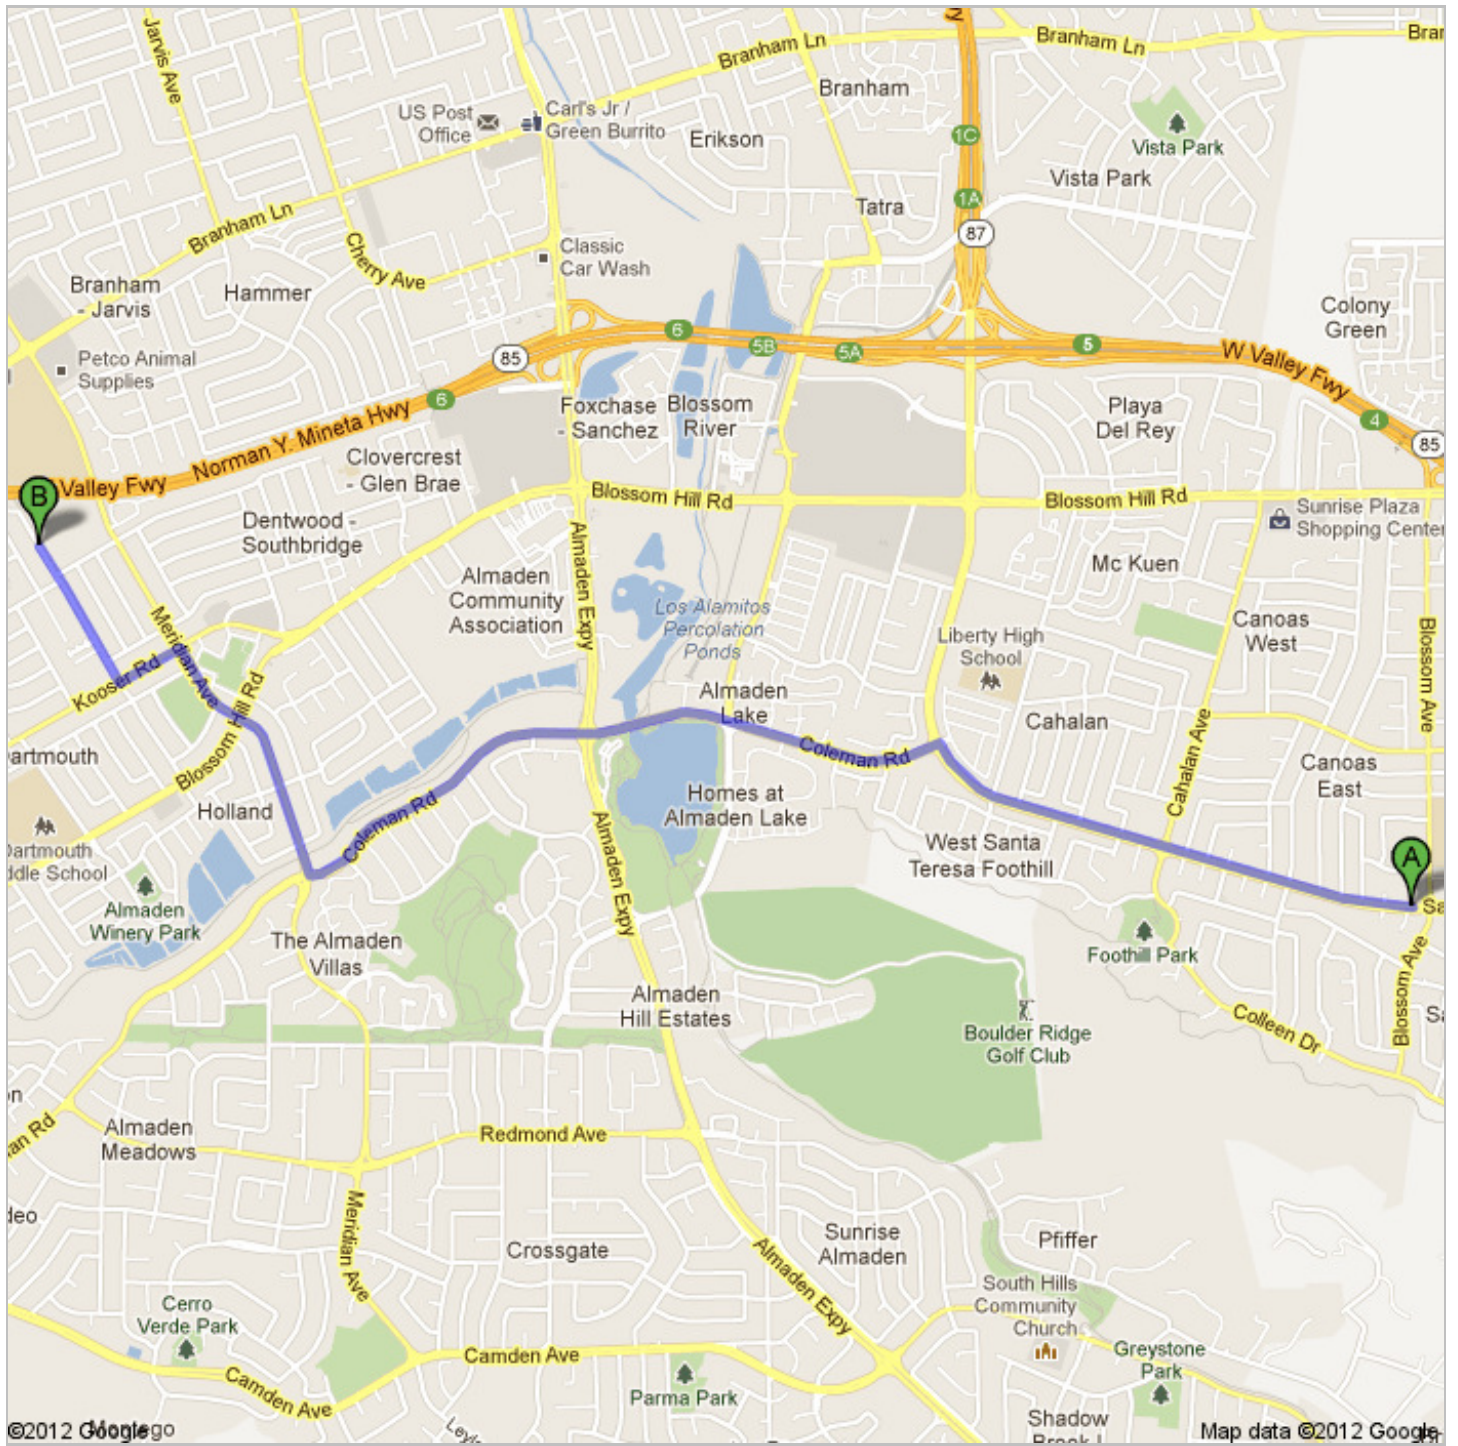 Jarvis Ave
Branham Ln
Branham Ln
Branham
US Post
Office
Carl's Jr /
Green Burrito
Erikson
1C
Vista Park
Vista Park
1A
Tatra
87
Branham Ln
Cherry Ave
Classic
Car Wash
Branham
- Jarvis
Hammer
Colony
Green
Petco Animal
Supplies
6
5B
5A
5
85
W Valley Fwy
6
Norman Y. Mineta Hwy
Foxchase
- Sanchez
Blossom
River
Playa
Del Rey
4
85
Clovercrest
- Glen Brae
B
Valley Fwy
Blossom Hill Rd
Blossom Hill Rd
Sunrise Plaza
Shopping Center
Dentwood -
Southbridge
Almaden Expy
Mc Kuen
Almaden
Community
Association
Los Alamitos
Percolation
Ponds
Canoas
West
Meridian Ave
Liberty High
School
Blossom Ave
Kooser Rd
Almaden
Lake
Cahalan
Blossom Hill Rd
Coleman Rd
Cahalan Ave
Canoas
East
artmouth
Homes at
Almaden Lake
Holland
Coleman Rd
West Santa
Teresa Foothill
A
Dartmouth
ddle School
Almaden Expy
Sa
Almaden
Winery Park
The Almaden
Villas
Foothill Park
Blossom Ave
Almaden
Hill Estates
Boulder Ridge
Golf Club
Colleen Dr
Sa
on
an Rd
Almaden
Meadows
Redmond Ave
deo
Meridian Ave
Crossgate
Sunrise
Almaden
Pfiffer
Almaden Expy
South Hills
Community
Church
Cerro
Verde Park
Camden Ave
Greystone
Park
Camden Ave
Parma Park
Shadow
Brook I
©2012 Google
Montego
Map data ©2012 Google